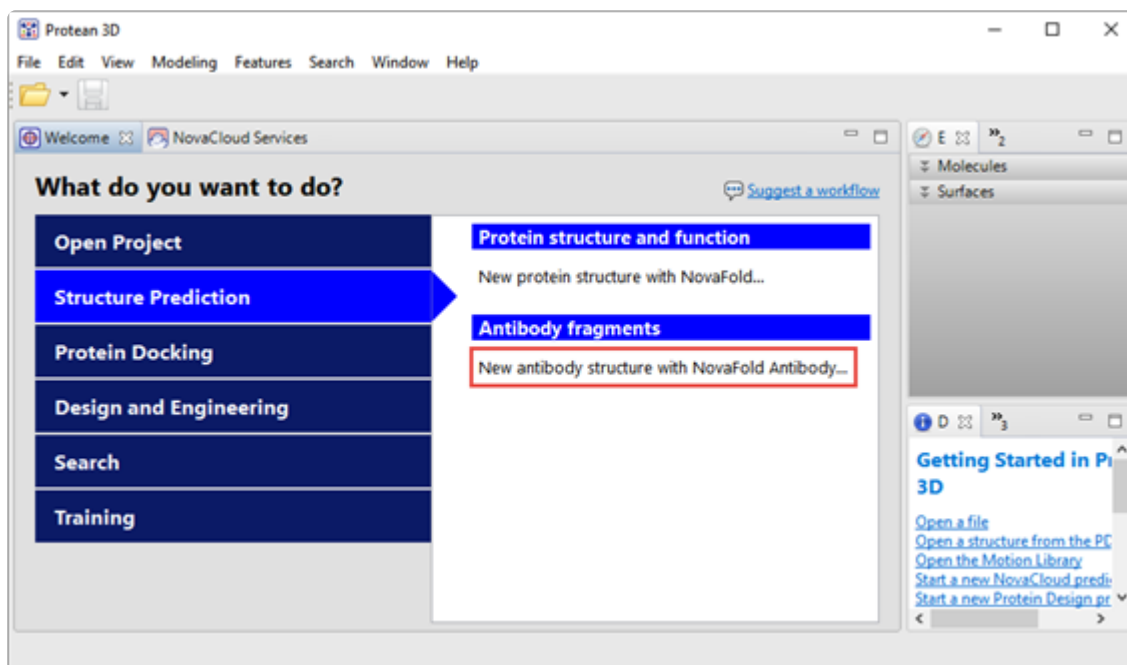 Protean 3D
File Edit View Modeling Features Search Window Help
Welcome NovaCloud Services
What do you want to do?
Suggest a workflow
Open Project
Structure Prediction
Protein Docking
Design and Engineering
Search
Training
Protein structure and function
New protein structure with NovaFold...
Antibody fragments
New antibody structure with NovaFold Antibody...
E »2
Molecules
Surfaces
D »3
Getting Started in Pr
3D
Open a file
Open a structure from the PD
Open the Motion Library
Start a new NovaCloud predi
Start a new Protein Design pr